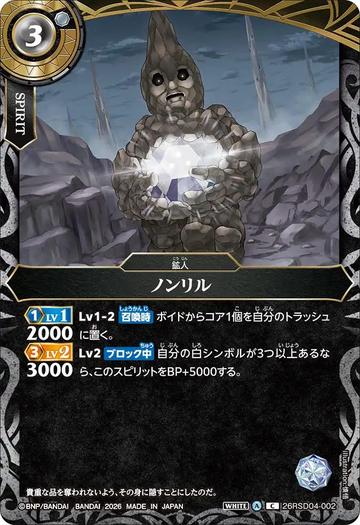 3
SPIRIT
こうじん
鉱人
ノンリル
1 LV1 2000
Lv1-2 召喚時 ボイドからコア1個を自分のトラッシュ
に置く。
3 LV2 3000
Lv2 ブロック中 自分の白シンボルが3つ以上あるな
ら、このスピリットをBP+5000する。
貴重な品を奪われないよう、その身に隠すことにしたのだ。
©BNP/BANDAI BANDAI 2026 MADE IN JAPAN
WHITE A C 26RSD04-002